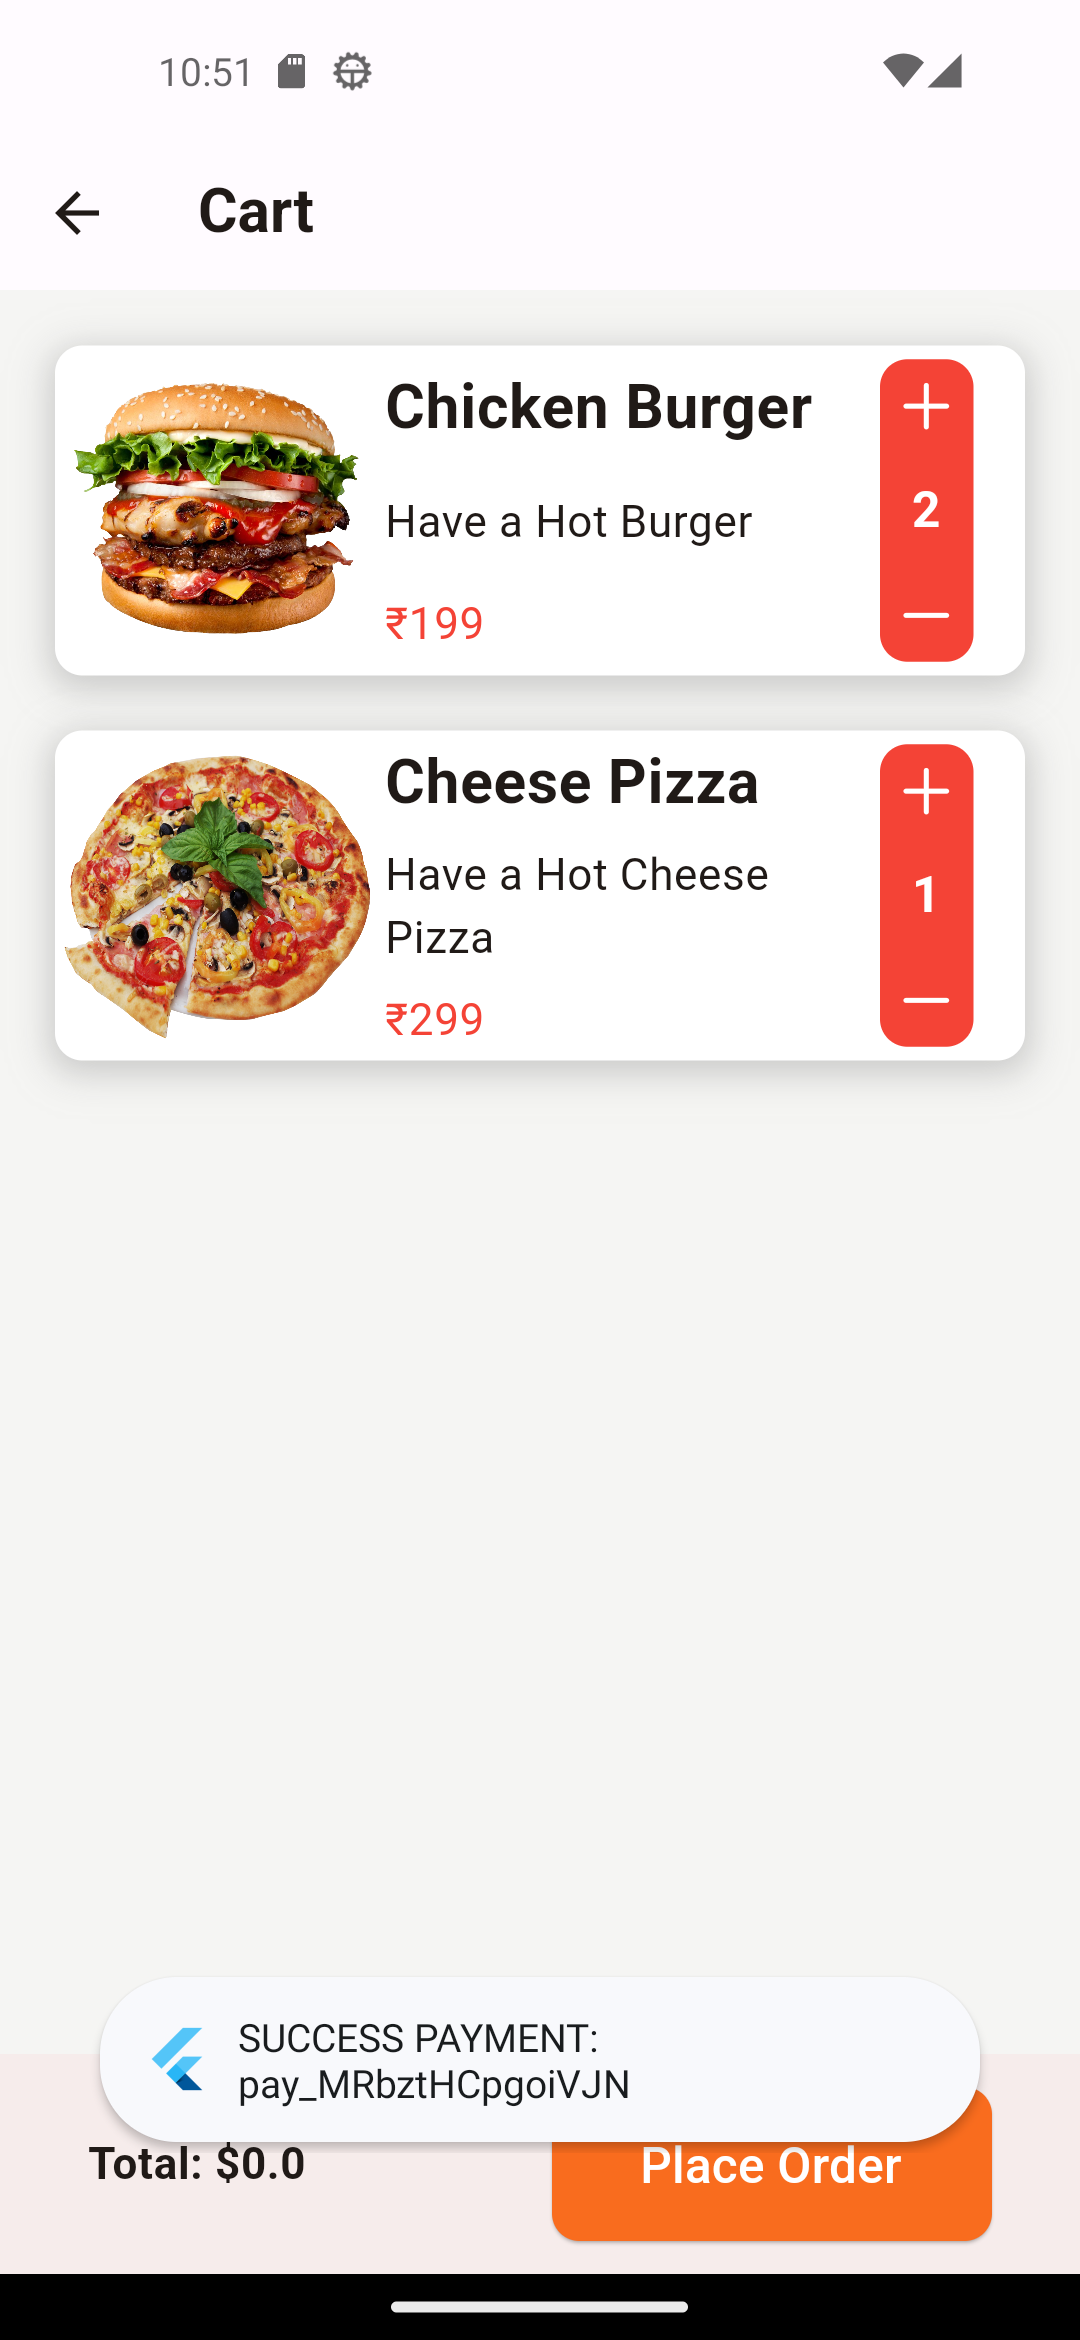 10:51
Cart
Chicken Burger
Have a Hot Burger
₹199
2
Cheese Pizza
Have a Hot Cheese
Pizza
₹299
1
SUCCESS PAYMENT:
pay_MRbztHCpgoiVJN
Total: $0.0
Place Order